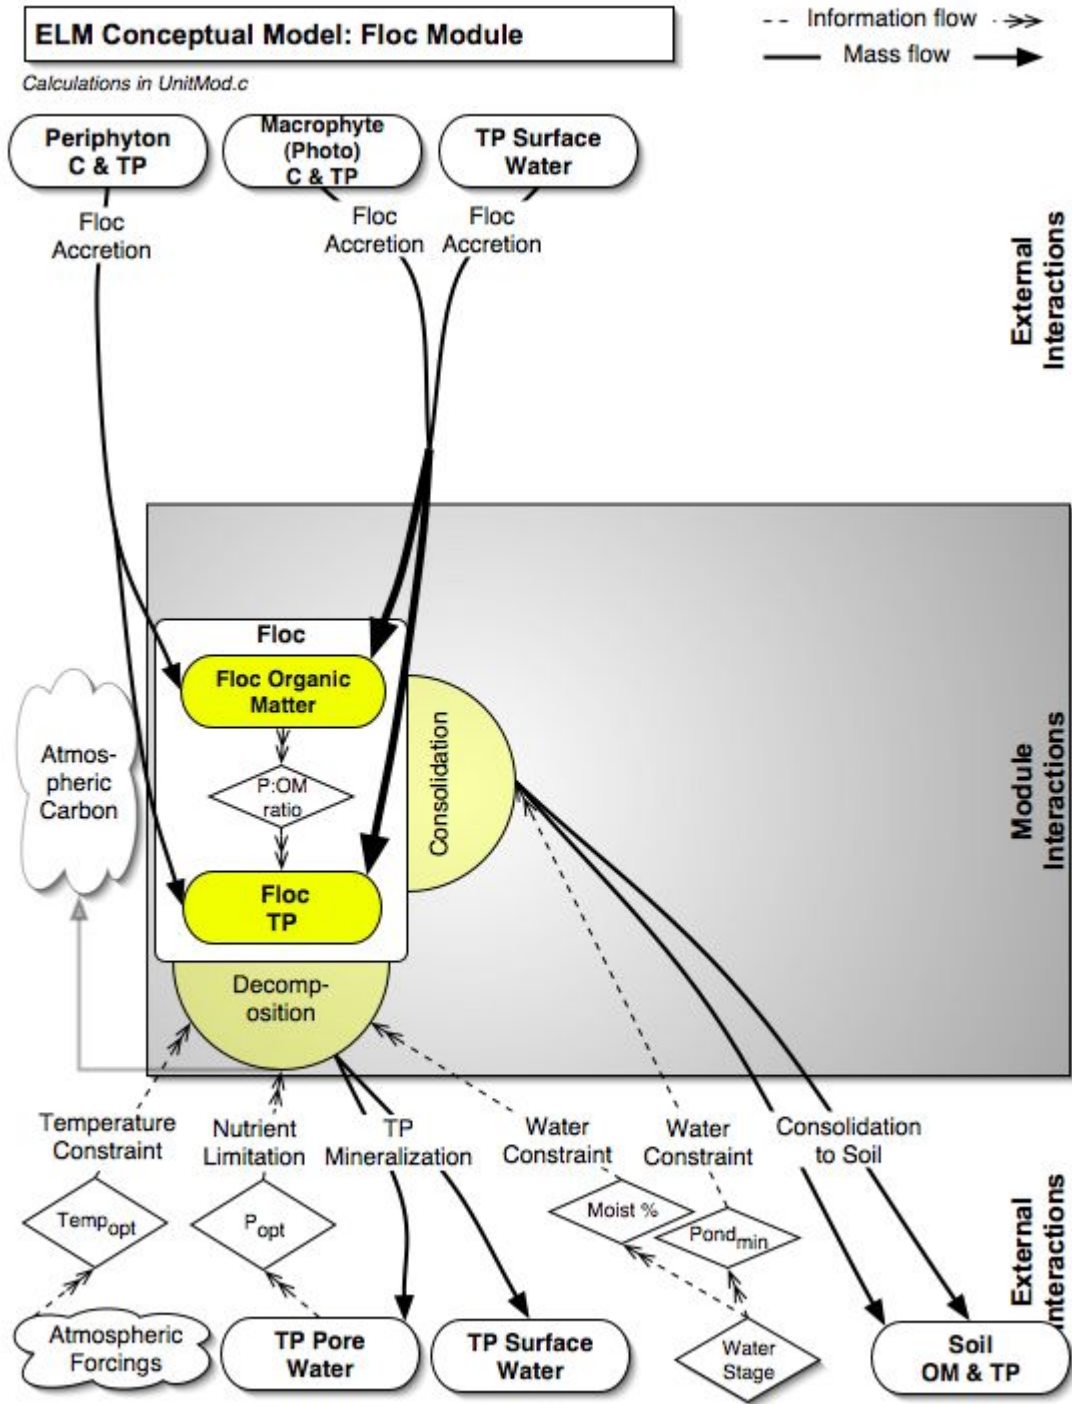 ELM Conceptual Model: Floc Module
Information flow
Mass flow
Calculations in UnitMod.c
Periphyton
C & TP
Macrophyte
(Photo)
C & TP
TP Surface
Water
Floc
Accretion
Floc
Accretion
Floc
Accretion
External
Interactions
Floc
Floc Organic
Matter
P:OM
ratio
Floc
TP
Consolidation
Atmos-
pheric
Carbon
Module
Interactions
Decomp-
osition
Temperature
Constraint
Nutrient
Limitation
TP
Mineralization
Water
Constraint
Water
Constraint
Consolidation
to Soil
Tempopt
Popt
Moist %
Pondmin
External
Interactions
Atmospheric
Forcings
TP Pore
Water
TP Surface
Water
Water
Stage
Soil
OM & TP